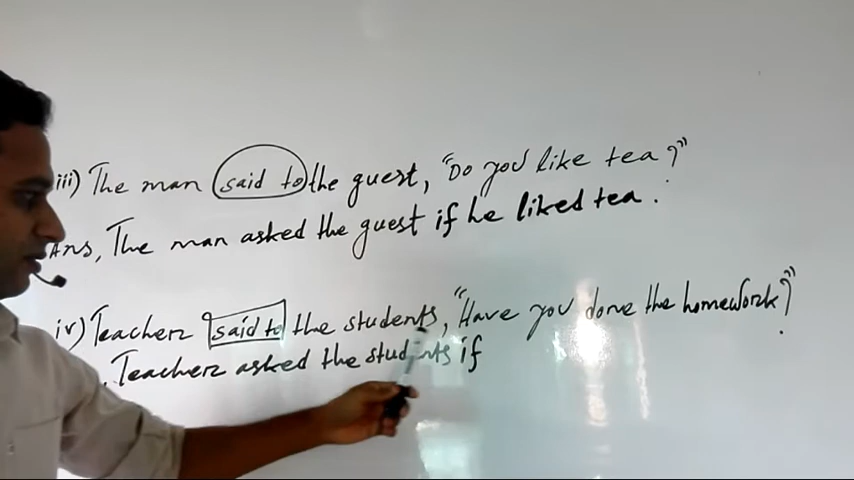 iii) The man said to the guest, "Do you like tea?"
Ans, The man asked the guest if he liked tea.
iv) Teacher said to the students, "Have you done the homework?"
. Teacher asked the students if